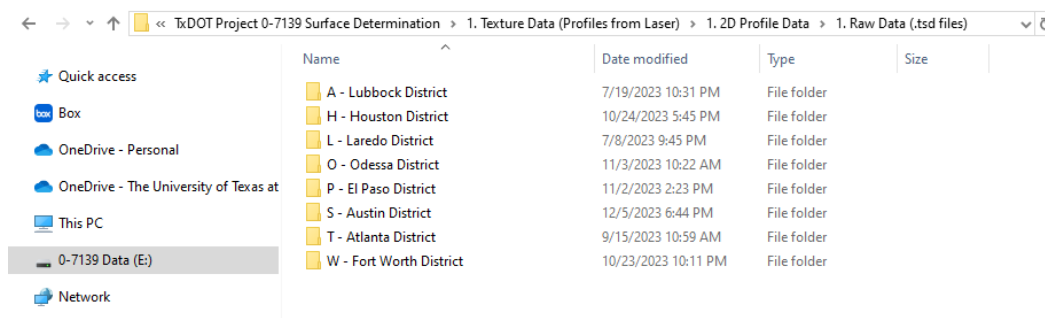 « TxDOT Project 0-7139 Surface Determination > 1. Texture Data (Profiles from Laser) > 1. 2D Profile Data > 1. Raw Data (.tsd files)
Name Date modified Type Size
Quick access
box Box
OneDrive - Personal
OneDrive - The University of Texas at
This PC
0-7139 Data (E:)
Network
A - Lubbock District 7/19/2023 10:31 PM File folder
H - Houston District 10/24/2023 5:45 PM File folder
L - Laredo District 7/8/2023 9:45 PM File folder
O - Odessa District 11/3/2023 10:22 AM File folder
P - El Paso District 11/2/2023 2:23 PM File folder
S - Austin District 12/5/2023 6:44 PM File folder
T - Atlanta District 9/15/2023 10:59 AM File folder
W - Fort Worth District 10/23/2023 10:11 PM File folder